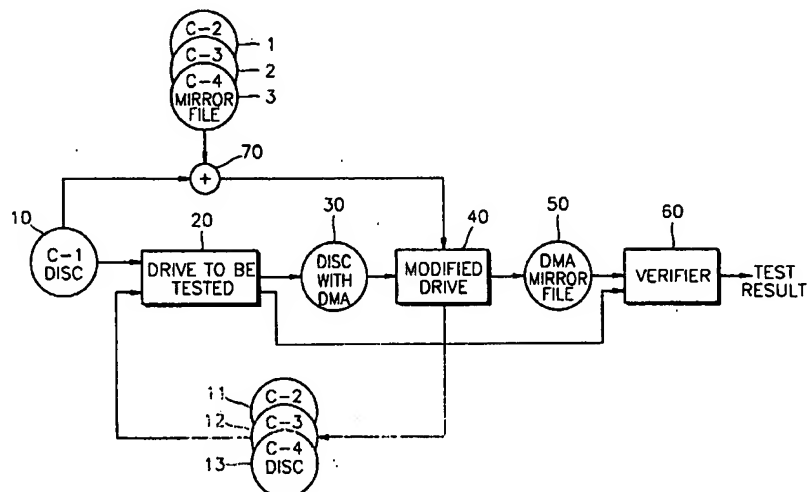 C-2
1
C-3
2
C-4
MIRROR
FILE
3
70
+
10
C-1
DISC
20
DRIVE TO BE
TESTED
30
DISC
WITH
DMA
40
MODIFIED
DRIVE
50
DMA
MIRROR
FILE
60
VERIFIER
TEST
RESULT
11
C-2
12
C-3
13
C-4
DISC